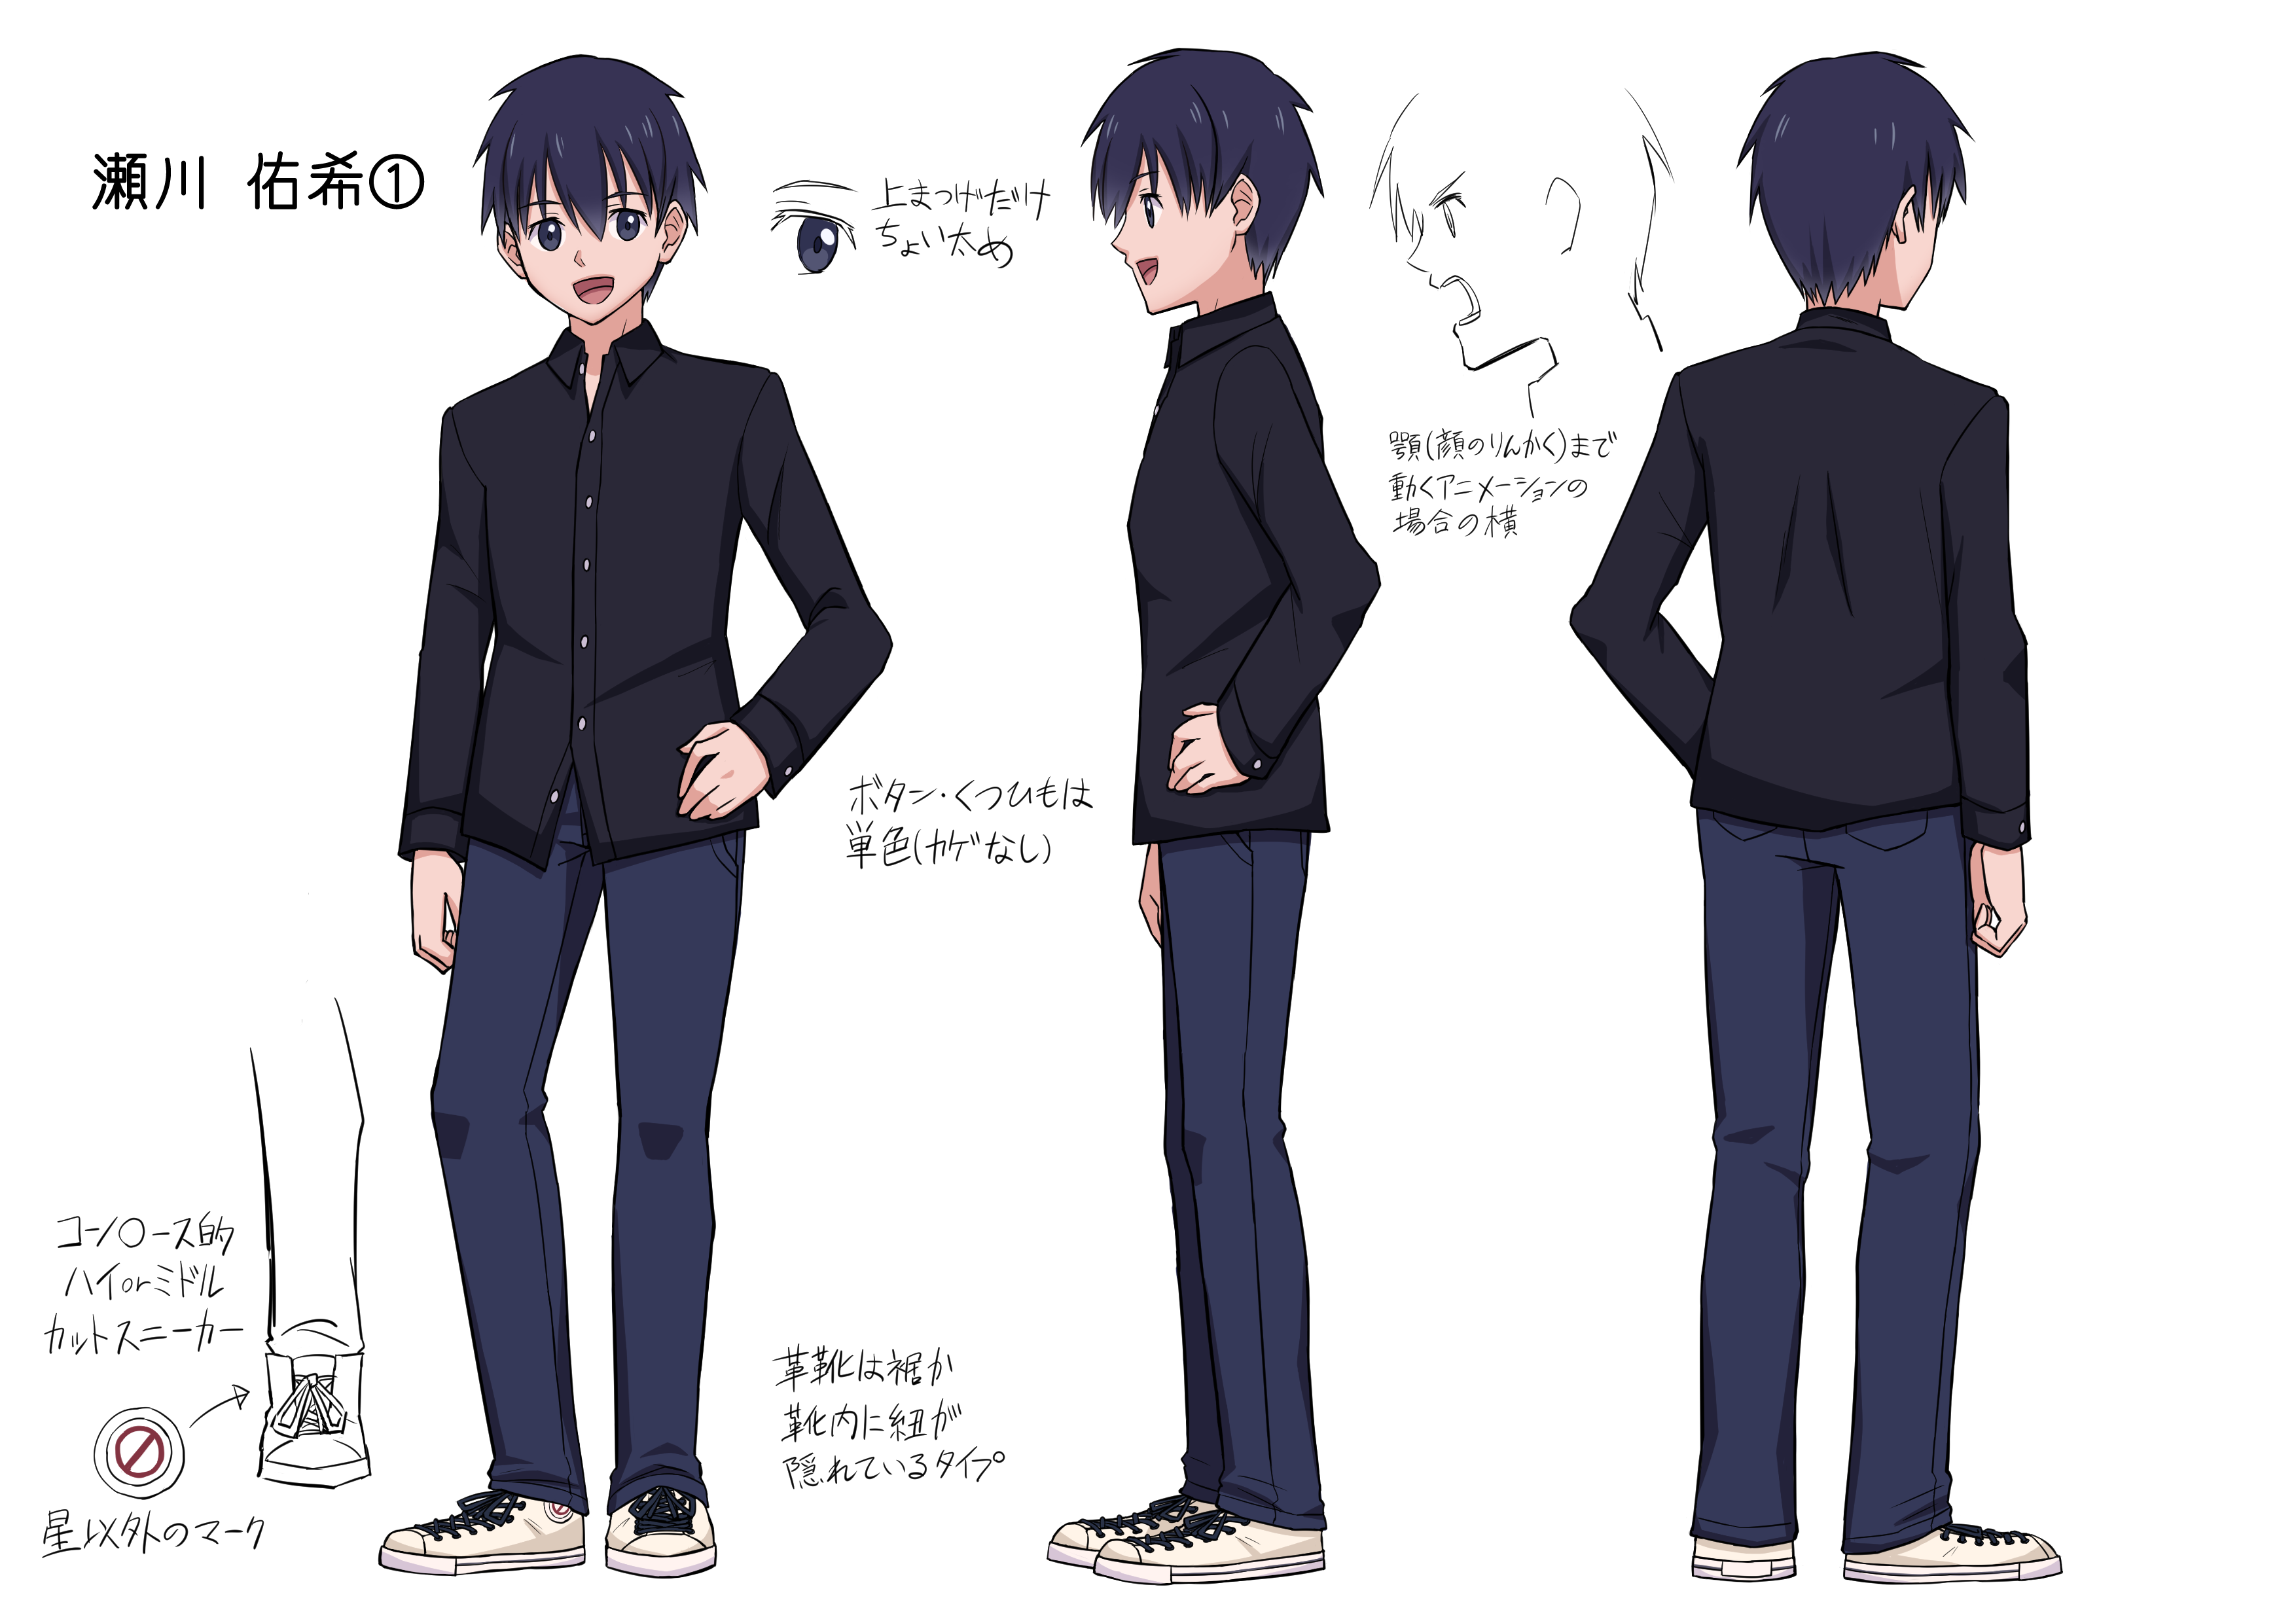 瀬川 佑希①
上まつげだけ
ちょい太め
顎(顔のりんかく)まで
動くアニメーションの
場合の横
ボタン・くつひもは
単色(カゲなし)
コン○ース的
ハイorミドル
カットスニーカー
星以外のマーク
革靴は裾か
靴内に紐が
隠れているタイプ